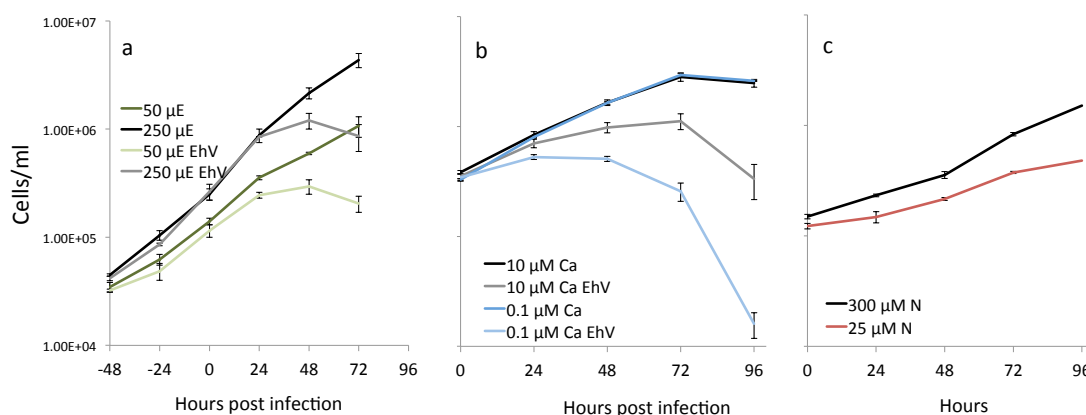 a
b
c
1.00E+07
1.00E+06
1.00E+05
1.00E+04
Cells/ml
50 µE
250 µE
50 µE EhV
250 µE EhV
10 µM Ca
10 µM Ca EhV
0.1 µM Ca
0.1 µM Ca EhV
300 µM N
25 µM N
-48 -24 0 24 48 72 96
0 24 48 72 96
0 24 48 72 96
Hours post infection
Hours post infection
Hours